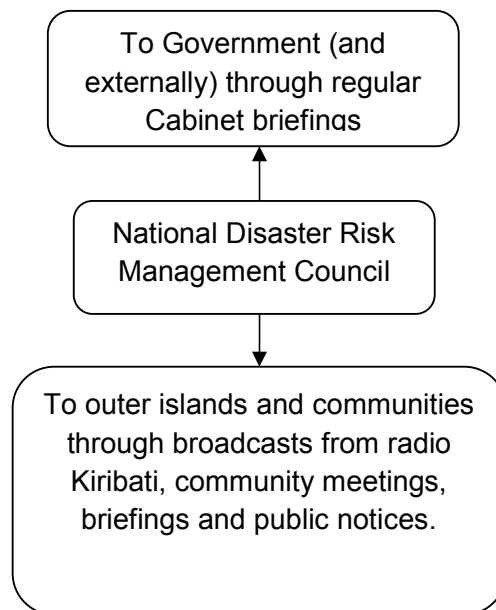 To Government (and
externally) through regular
Cabinet briefings
National Disaster Risk
Management Council
To outer islands and communities
through broadcasts from radio
Kiribati, community meetings,
briefings and public notices.